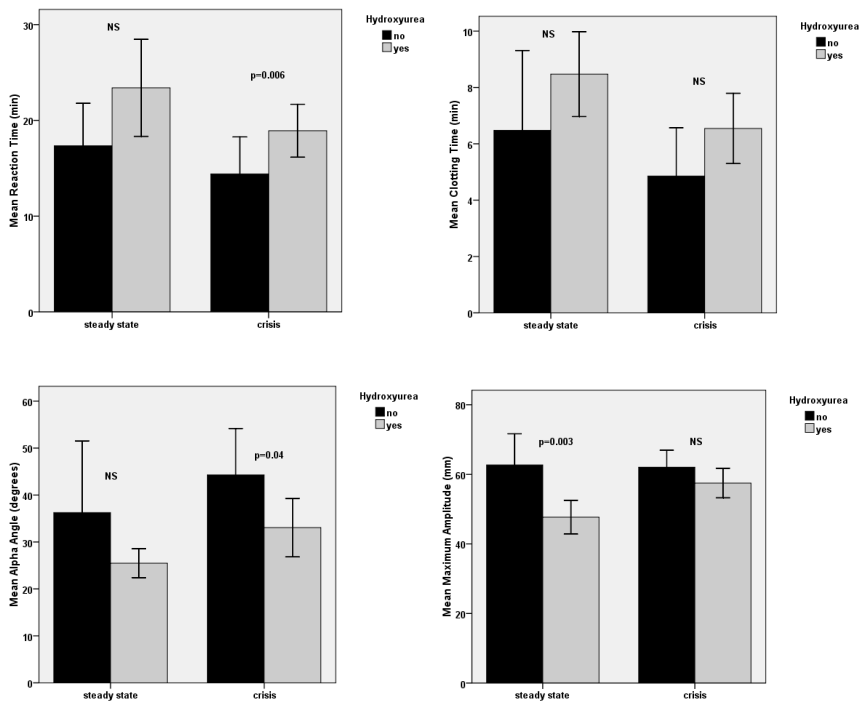 Hydroxyurea
no
yes
Mean Reaction Time (min)
30
20
10
0
NS
p=0.006
steady state
crisis
Hydroxyurea
no
yes
Mean Clotting Time (min)
10
8
6
4
2
0
NS
NS
steady state
crisis
Hydroxyurea
no
yes
Mean Alpha Angle (degrees)
60
50
40
30
20
10
0
NS
p=0.04
steady state
crisis
Hydroxyurea
no
yes
Mean Maximum Amplitude (mm)
80
60
40
20
0
p=0.003
NS
steady state
crisis